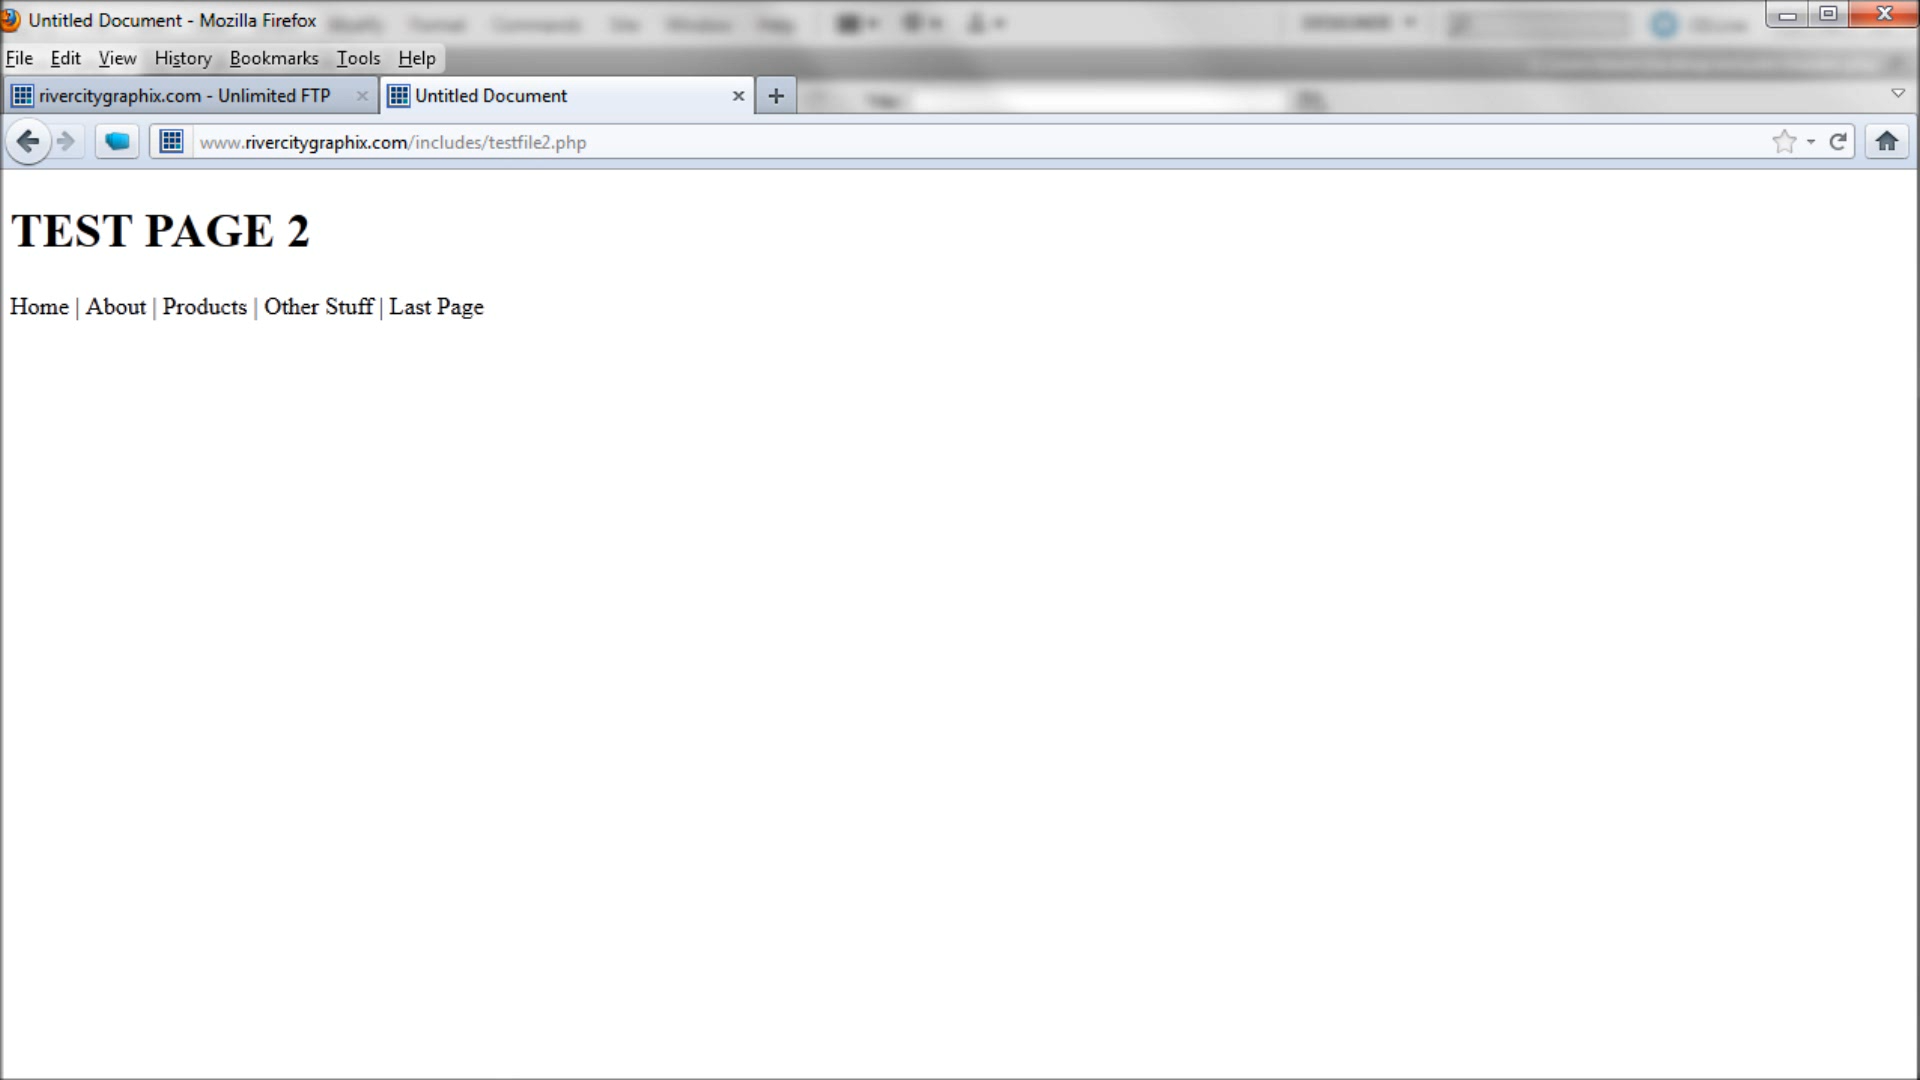 Untitled Document - Mozilla Firefox
File Edit View History Bookmarks Tools Help
rivercitygraphix.com - Unlimited FTP
Untitled Document
www.rivercitygraphix.com/includes/testfile2.php
TEST PAGE 2
Home | About | Products | Other Stuff | Last Page